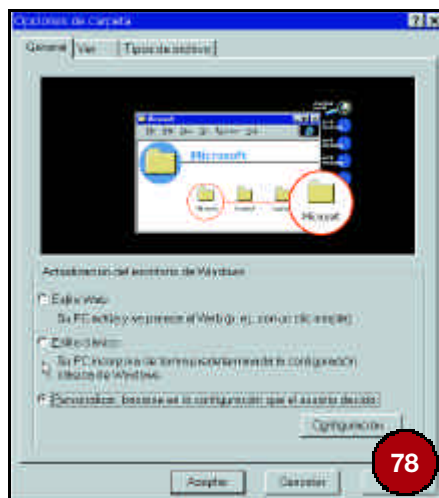 Opciones de carpeta
General Ver Tipos de archivo
Microsoft
Microsoft
Actualización del escritorio de Windows
Estilo Web
Su PC actúa y se parece al Web (p. ej., con un clic simple)
Estilo clásico
Su PC incorpora de forma predeterminada la configuración
clásica de Windows
Personalizar, basarse en la configuración que el usuario decida:
Configuración
Aceptar Cancelar
78